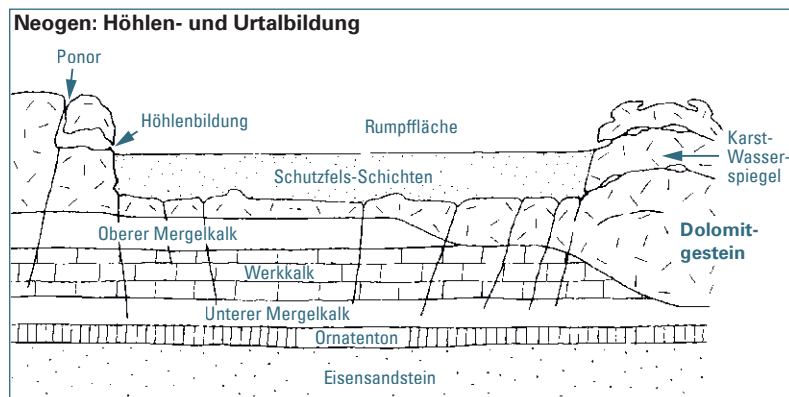 Neogen: Höhlen- und Urtalbildung
Ponor
Höhlenbildung
Rumpffläche
Karst-
Wasser-
spiegel
Schutzfels-Schichten
Oberer Mergelkalk
Dolomit-
gestein
Werkkalk
Unterer Mergelkalk
Ornatenton
Eisensandstein